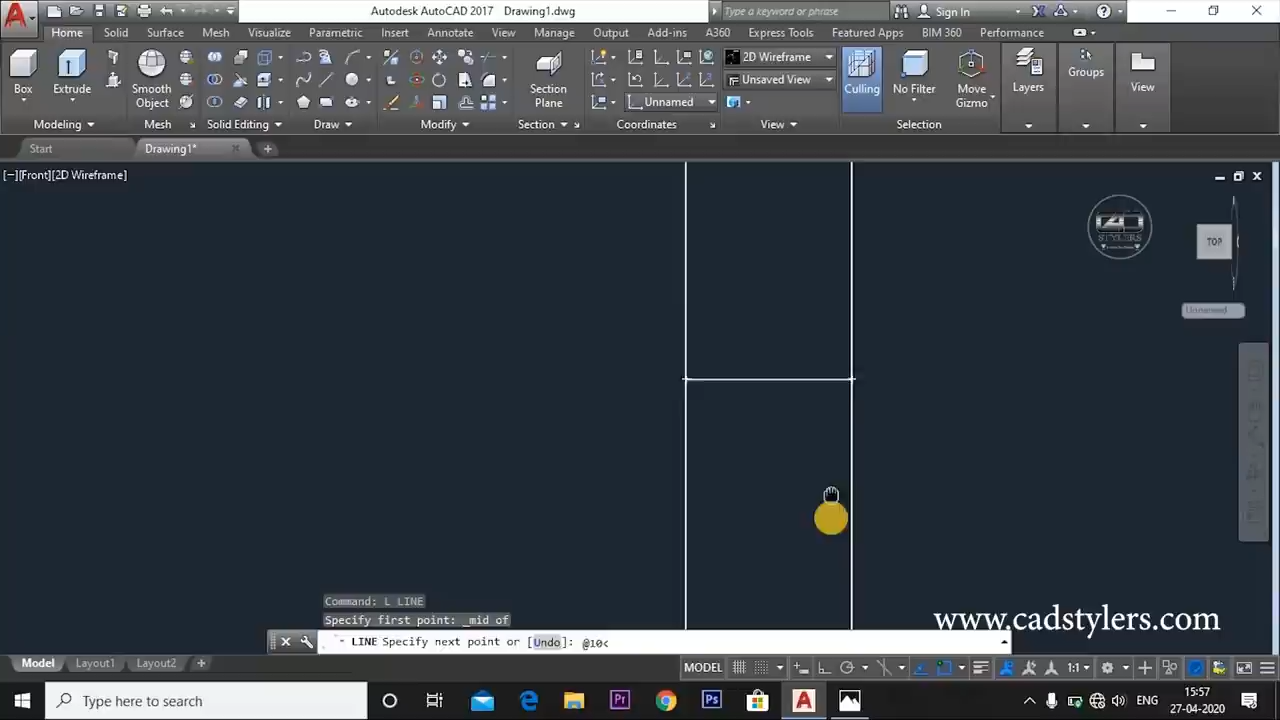 Autodesk AutoCAD 2017 Drawing1.dwg
Type a keyword or phrase
Sign In
Home Solid Surface Mesh Visualize Parametric Insert Annotate View Manage Output Add-ins A360 Express Tools Featured Apps BIM 360 Performance
2D Wireframe
Unsaved View
Unnamed
Box
Extrude
Smooth
Object
Section
Plane
Culling
No Filter
Move
Gizmo
Layers
Groups
View
Modeling Mesh Solid Editing Draw Modify Section Coordinates View Selection
Start Drawing1*
[−][Front][2D Wireframe]
STYLERS
TOP
Unnamed
Command: L LINE
Specify first point: _mid of
LINE Specify next point or [Undo]: @10<
www.cadstylers.com
Model Layout1 Layout2
MODEL
1:1
Type here to search
Pr
Ps
ENG
15:57
27-04-2020